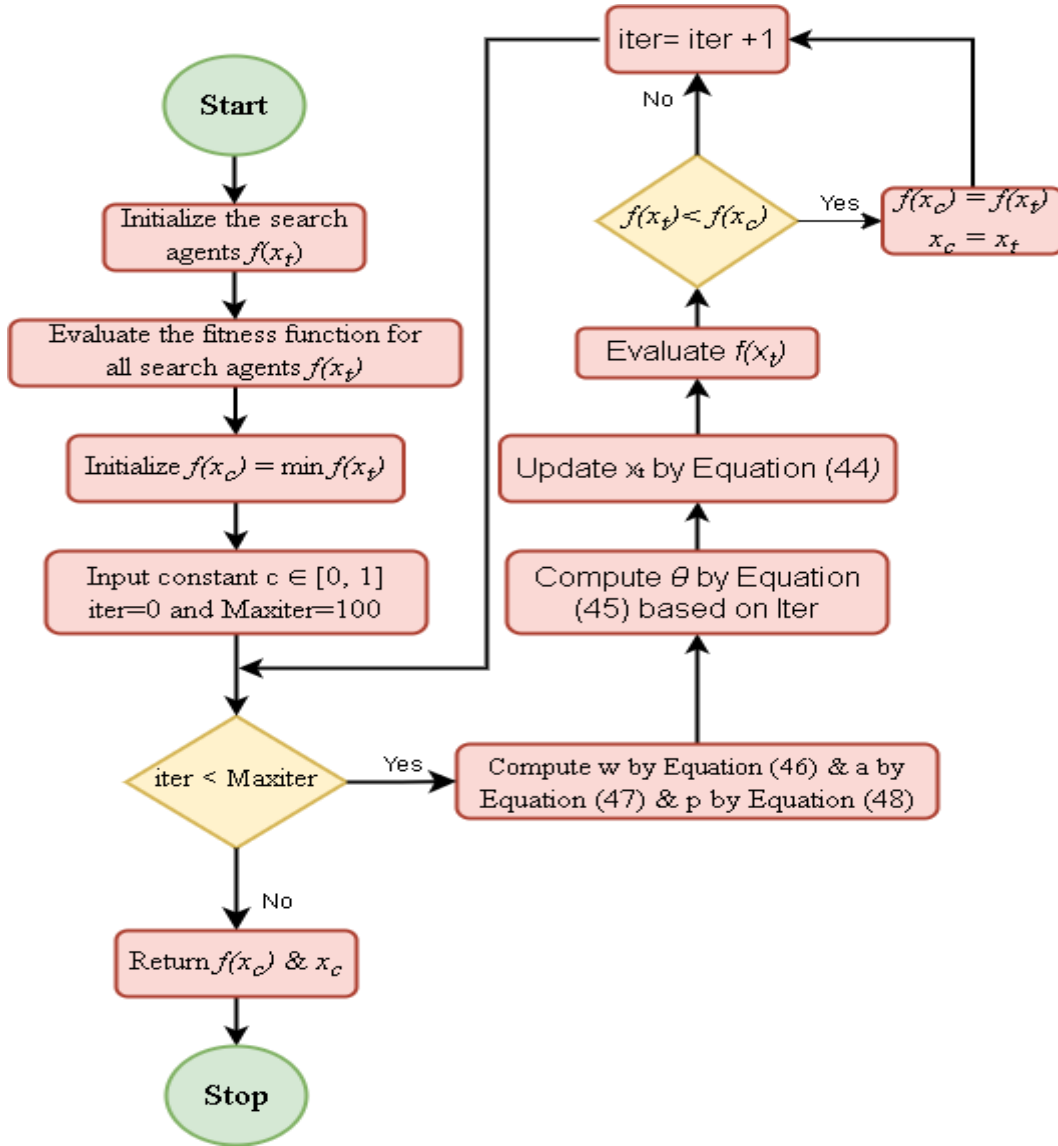 Start
Initialize the search
agents f(x_t)
Evaluate the fitness function for
all search agents f(x_t)
Initialize f(x_c) = min f(x_t)
Input constant c ∈ [0, 1]
iter=0 and Maxiter=100
iter < Maxiter
Yes
No
Return f(x_c) & x_c
Stop
Compute w by Equation (46) & a by
Equation (47) & p by Equation (48)
Compute θ by Equation
(45) based on Iter
Update x_t by Equation (44)
Evaluate f(x_t)
f(x_t)< f(x_c)
Yes
No
f(x_c) = f(x_t)
x_c = x_t
iter= iter +1